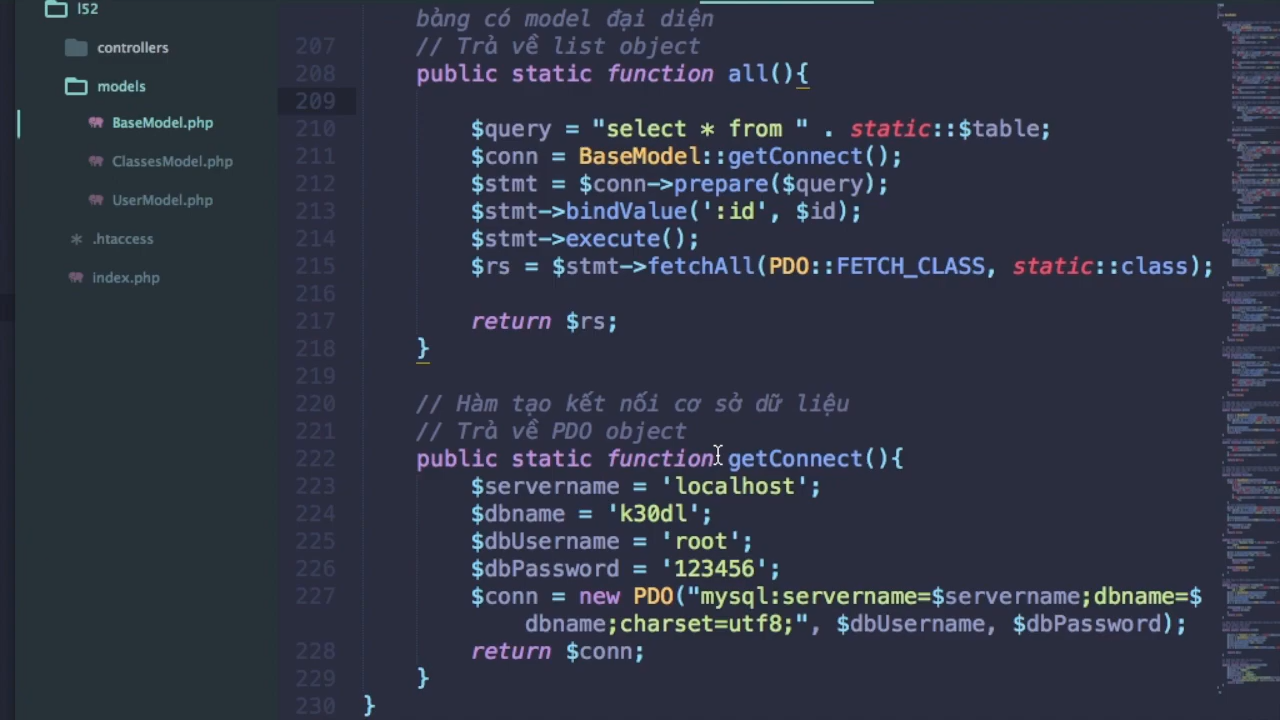 l52
controllers
models
BaseModel.php
ClassesModel.php
UserModel.php
.htaccess
index.php
bảng có model đại diện
207 // Trả về list object
208 public static function all(){
209
210 $query = "select * from " . static::$table;
211 $conn = BaseModel::getConnect();
212 $stmt = $conn->prepare($query);
213 $stmt->bindValue(':id', $id);
214 $stmt->execute();
215 $rs = $stmt->fetchAll(PDO::FETCH_CLASS, static::class);
216
217 return $rs;
218 }
219
220 // Hàm tạo kết nối cơ sở dữ liệu
221 // Trả về PDO object
222 public static function getConnect(){
223 $servername = 'localhost';
224 $dbname = 'k30dl';
225 $dbUsername = 'root';
226 $dbPassword = '123456';
227 $conn = new PDO("mysql:servername=$servername;dbname=$
dbname;charset=utf8;", $dbUsername, $dbPassword);
228 return $conn;
229 }
230 }